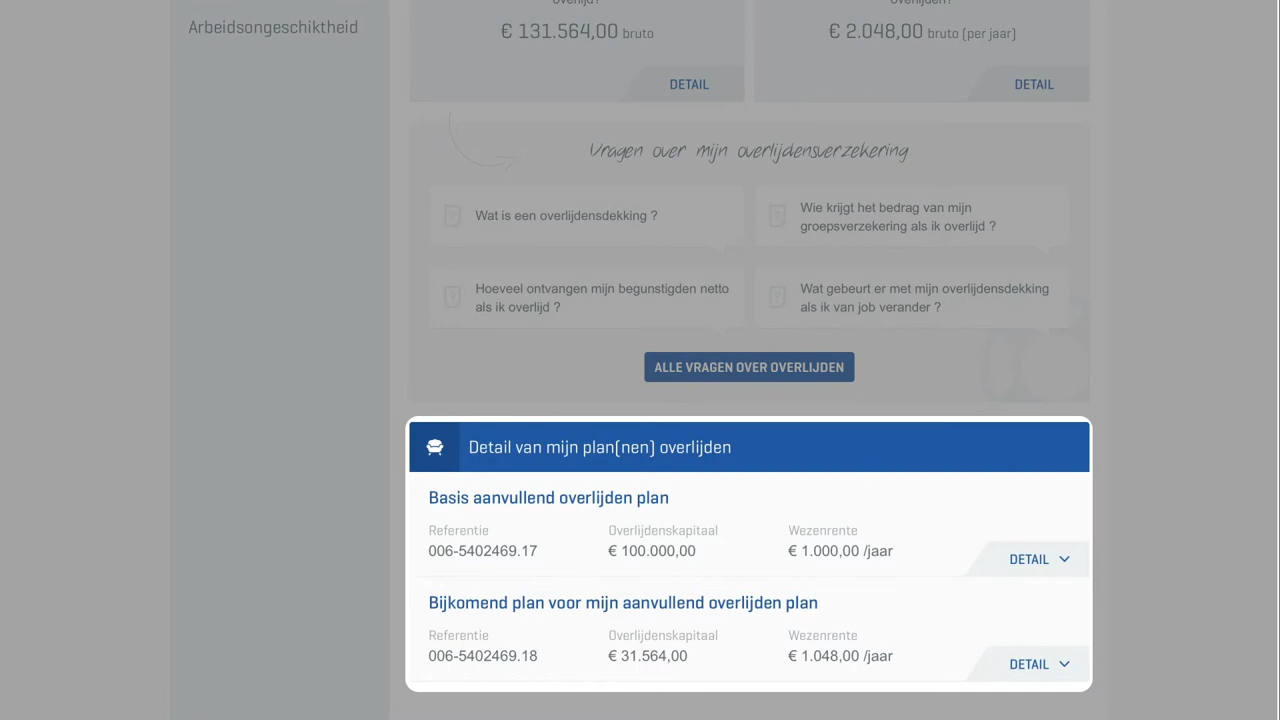 Arbeidsongeschiktheid
overlijd?
overlijden?
€ 131.564,00 bruto
€ 2.048,00 bruto (per jaar)
DETAIL
DETAIL
Vragen over mijn overlijdensverzekering
Wat is een overlijdensdekking ?
Wie krijgt het bedrag van mijn
groepsverzekering als ik overlijd ?
Hoeveel ontvangen mijn begunstigden netto
als ik overlijd ?
Wat gebeurt er met mijn overlijdensdekking
als ik van job verander ?
ALLE VRAGEN OVER OVERLIJDEN
Detail van mijn plan(nen) overlijden
Basis aanvullend overlijden plan
Referentie
Overlijdenskapitaal
Wezenrente
006-5402469.17
€ 100.000,00
€ 1.000,00 /jaar
DETAIL
Bijkomend plan voor mijn aanvullend overlijden plan
Referentie
Overlijdenskapitaal
Wezenrente
006-5402469.18
€ 31.564,00
€ 1.048,00 /jaar
DETAIL